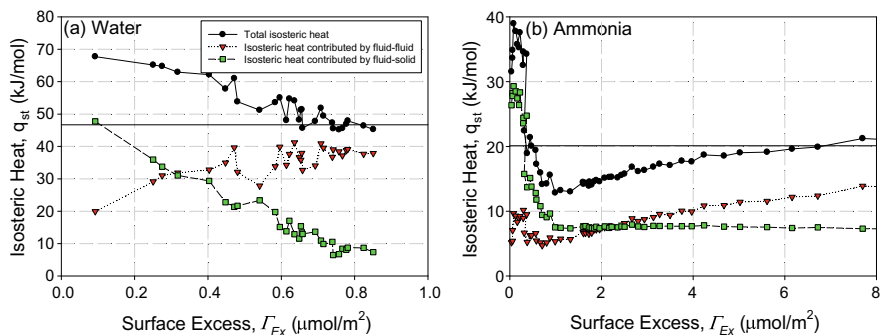 (a) Water
Total isosteric heat
Isosteric heat contributed by fluid-fluid
Isosteric heat contributed by fluid-solid
Isosteric Heat, qst (kJ/mol)
80
70
60
50
40
30
20
10
0
0.0 0.2 0.4 0.6 0.8 1.0
Surface Excess, ΓEx (μmol/m²)
(b) Ammonia
Isosteric Heat, qst (kJ/mol)
40
30
20
10
0
0 2 4 6 8
Surface Excess, ΓEx (μmol/m²)